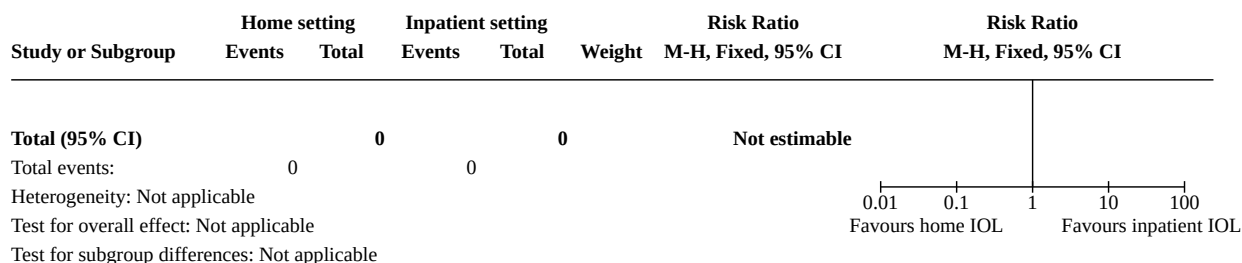 Home setting Inpatient setting Risk Ratio Risk Ratio
Study or Subgroup Events Total Events Total Weight M-H, Fixed, 95% CI M-H, Fixed, 95% CI
Total (95% CI) 0 0 Not estimable
Total events: 0 0
Heterogeneity: Not applicable
0.01 0.1 1 10 100
Test for overall effect: Not applicable Favours home IOL Favours inpatient IOL
Test for subgroup differences: Not applicable